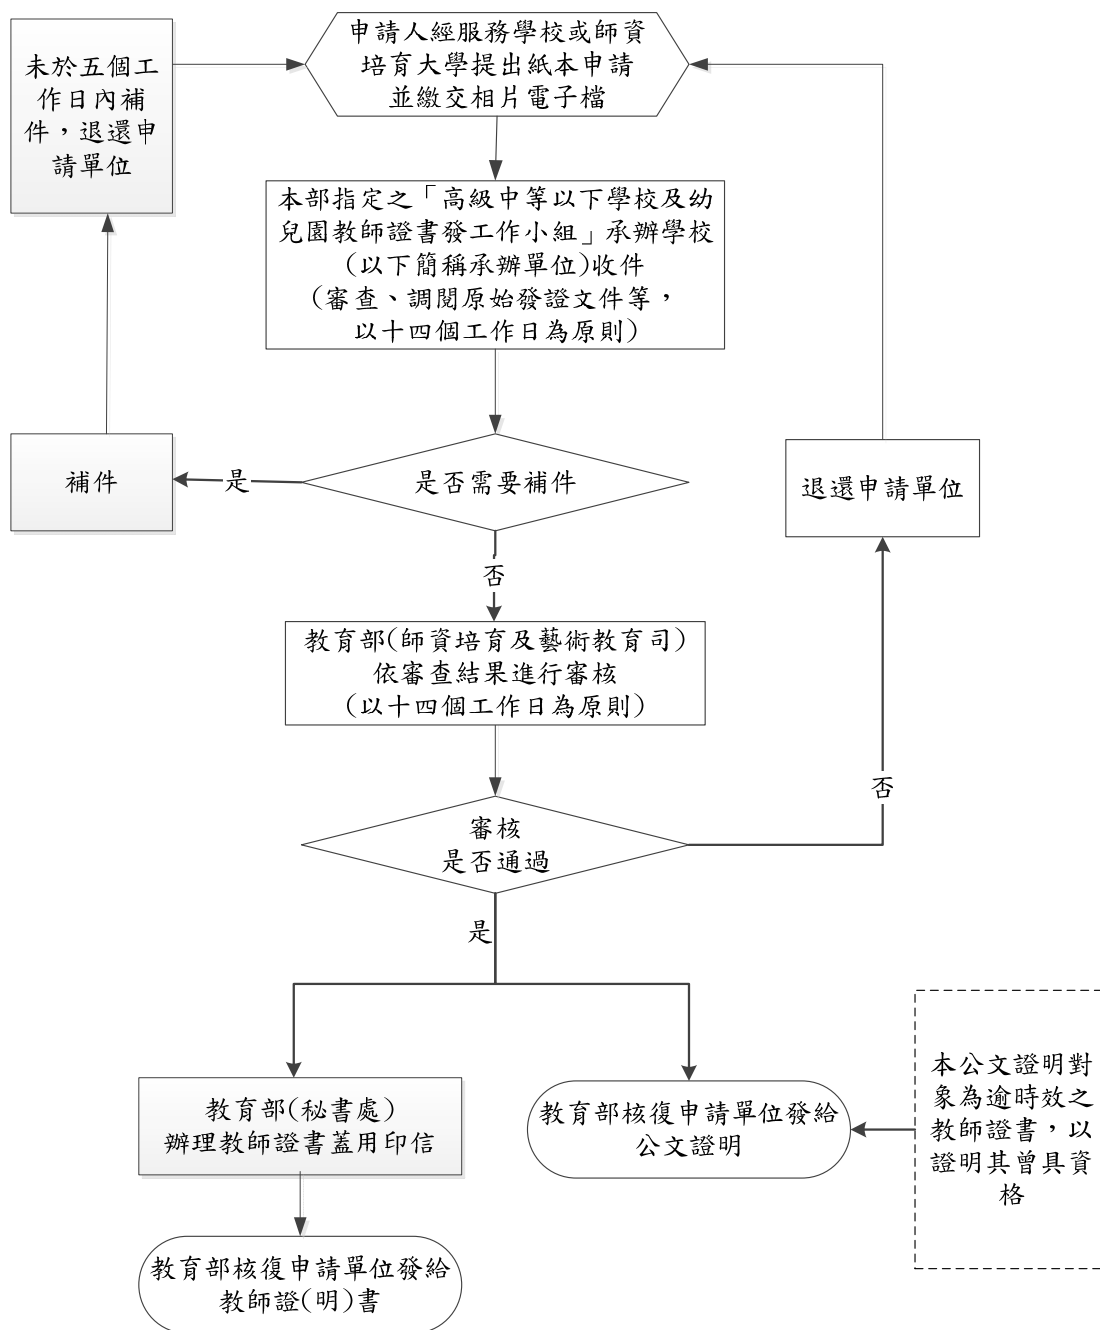 申請人經服務學校或師資
培育大學提出紙本申請
並繳交相片電子檔
未於五個工
作日內補
件，退還申
請單位
本部指定之「高級中等以下學校及幼
兒園教師證書發工作小組」承辦學校
(以下簡稱承辦單位)收件
(審查、調閱原始發證文件等，
以十四個工作日為原則)
補件
是
是否需要補件
退還申請單位
否
教育部(師資培育及藝術教育司)
依審查結果進行審核
(以十四個工作日為原則)
否
審核
是否通過
是
教育部(秘書處)
辦理教師證書蓋用印信
教育部核復申請單位發給
公文證明
本公文證明對
象為逾時效之
教師證書，以
證明其曾具資
格
教育部核復申請單位發給
教師證(明)書